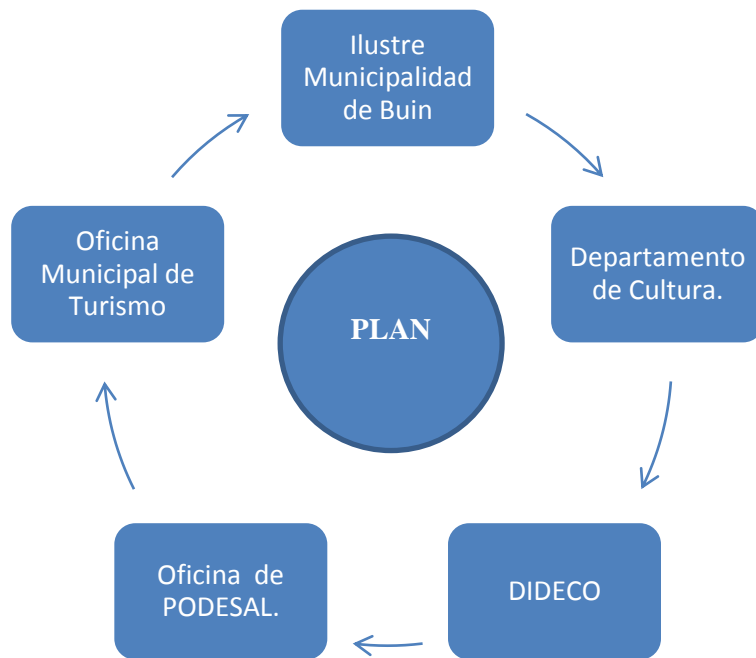 Ilustre
Municipalidad
de Buin
Departamento
de Cultura.
DIDECO
Oficina de
PODESAL.
Oficina
Municipal de
Turismo
PLAN